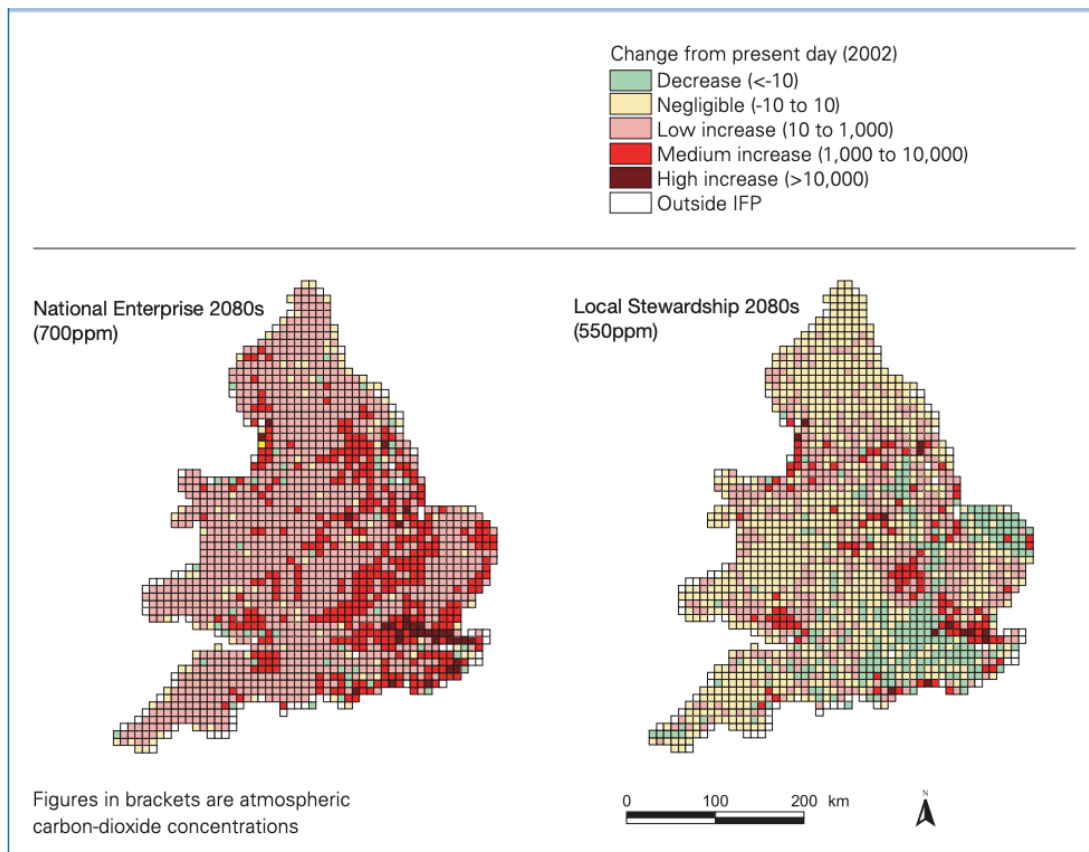 Change from present day (2002)
Decrease (<-10)
Negligible (-10 to 10)
Low increase (10 to 1,000)
Medium increase (1,000 to 10,000)
High increase (>10,000)
Outside IFP
National Enterprise 2080s
(700ppm)
Local Stewardship 2080s
(550ppm)
Figures in brackets are atmospheric
carbon-dioxide concentrations
0 100 200 km
N